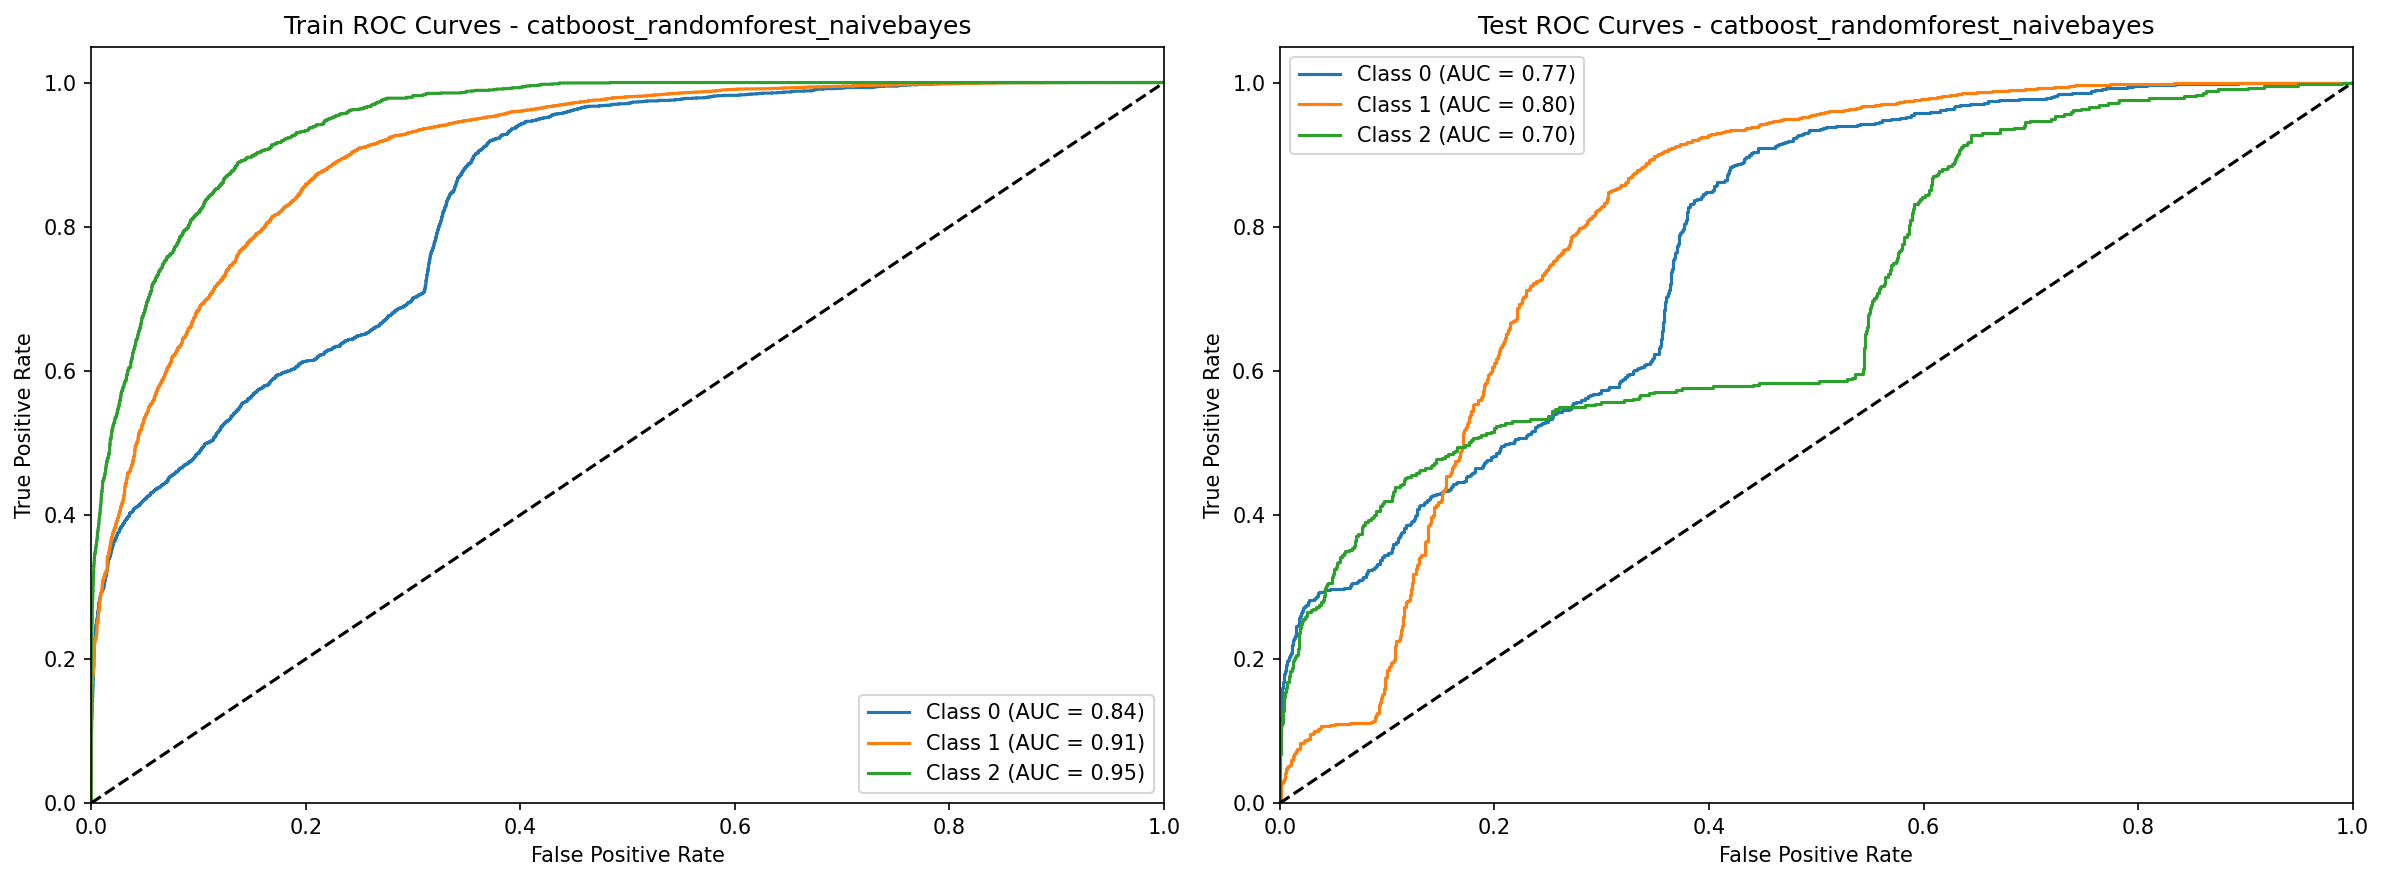 Train ROC Curves - catboost_randomforest_naivebayes
True Positive Rate
1.0
0.8
0.6
0.4
0.2
0.0
Class 0 (AUC = 0.84)
Class 1 (AUC = 0.91)
Class 2 (AUC = 0.95)
0.0 0.2 0.4 0.6 0.8 1.0
False Positive Rate
Test ROC Curves - catboost_randomforest_naivebayes
True Positive Rate
1.0
0.8
0.6
0.4
0.2
0.0
Class 0 (AUC = 0.77)
Class 1 (AUC = 0.80)
Class 2 (AUC = 0.70)
0.0 0.2 0.4 0.6 0.8 1.0
False Positive Rate